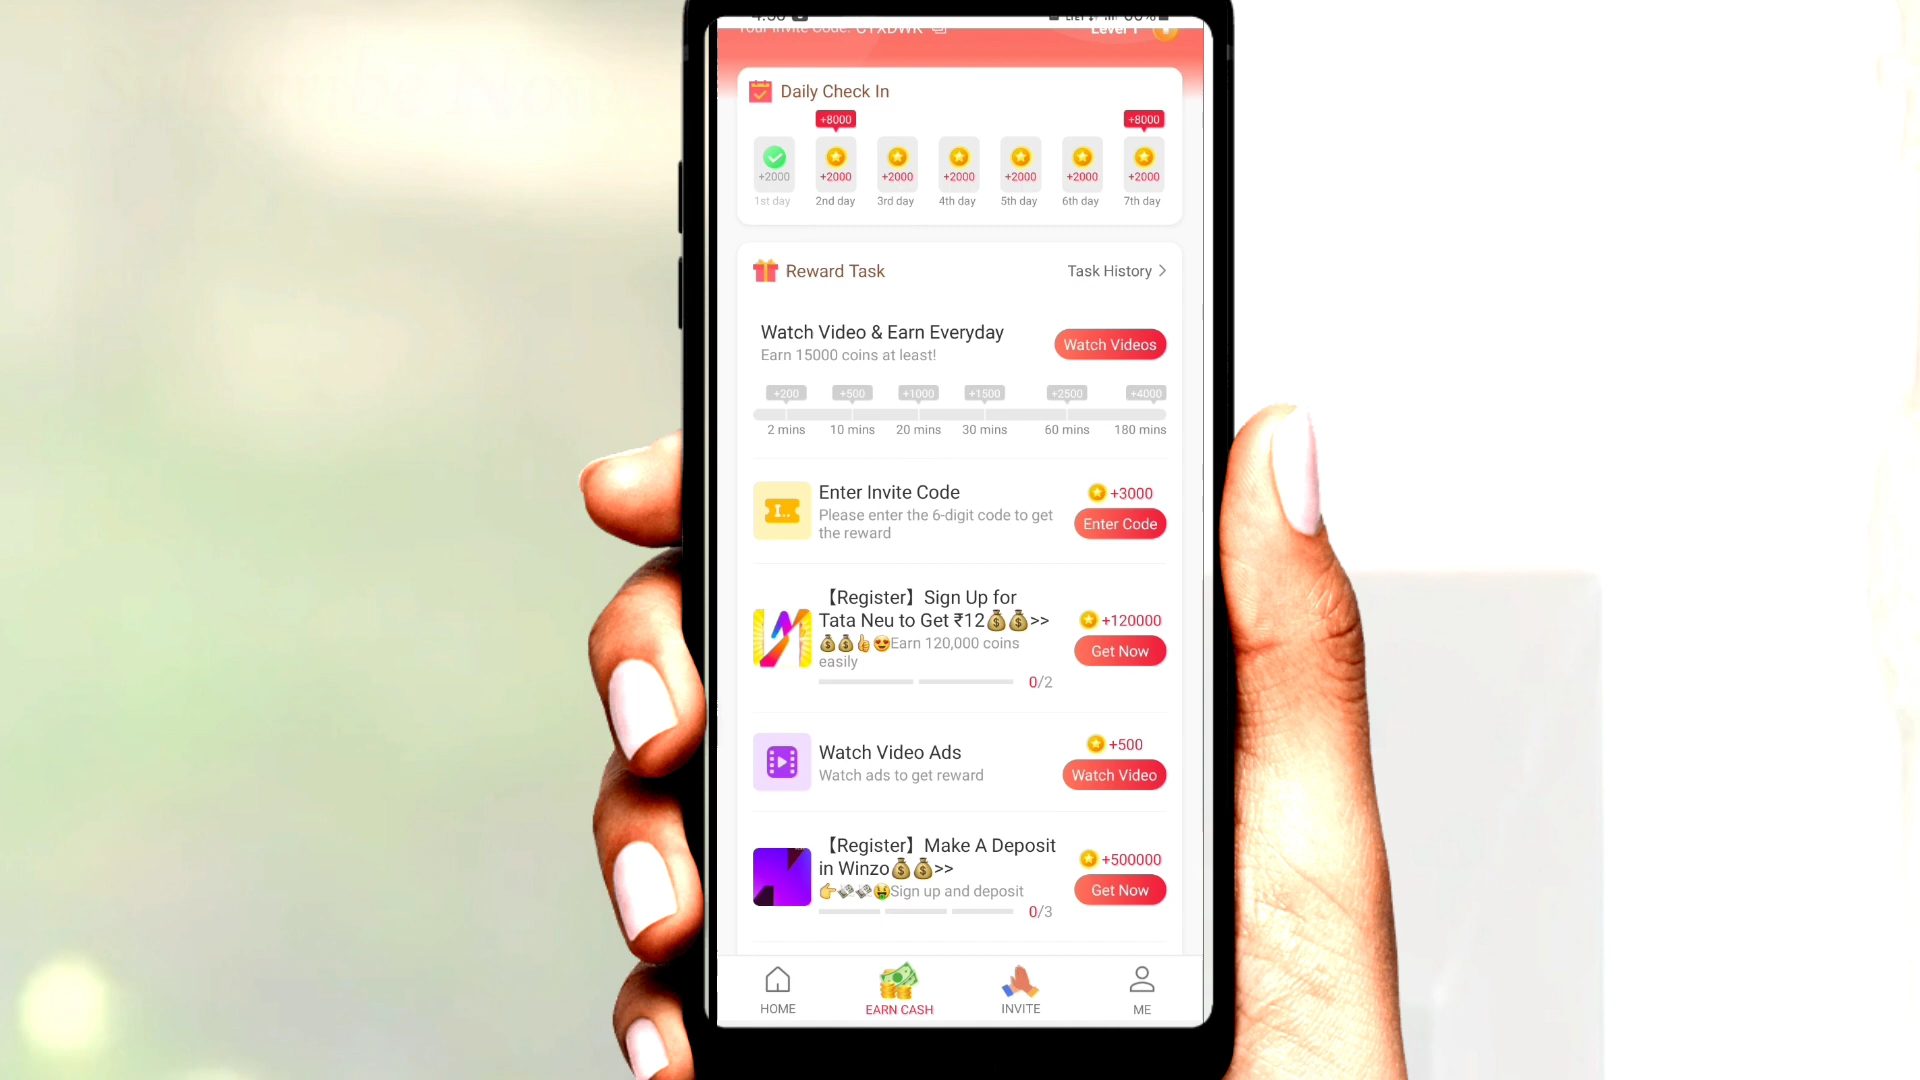 Your Invite Code: CYXDWK
Level 1
Daily Check In
+8000
+8000
+2000
+2000
+2000
+2000
+2000
+2000
+2000
1st day
2nd day
3rd day
4th day
5th day
6th day
7th day
Reward Task
Task History >
Watch Video & Earn Everyday
Earn 15000 coins at least!
Watch Videos
+200
+500
+1000
+1500
+2500
+4000
2 mins
10 mins
20 mins
30 mins
60 mins
180 mins
Enter Invite Code
Please enter the 6-digit code to get
the reward
+3000
Enter Code
【Register】Sign Up for
Tata Neu to Get ₹12💰💰>>
💰💰👍😍Earn 120,000 coins
easily
0/2
+120000
Get Now
Watch Video Ads
Watch ads to get reward
+500
Watch Video
【Register】Make A Deposit
in Winzo💰💰>>
👉💸💸🤑Sign up and deposit
0/3
+500000
Get Now
HOME
EARN CASH
INVITE
ME